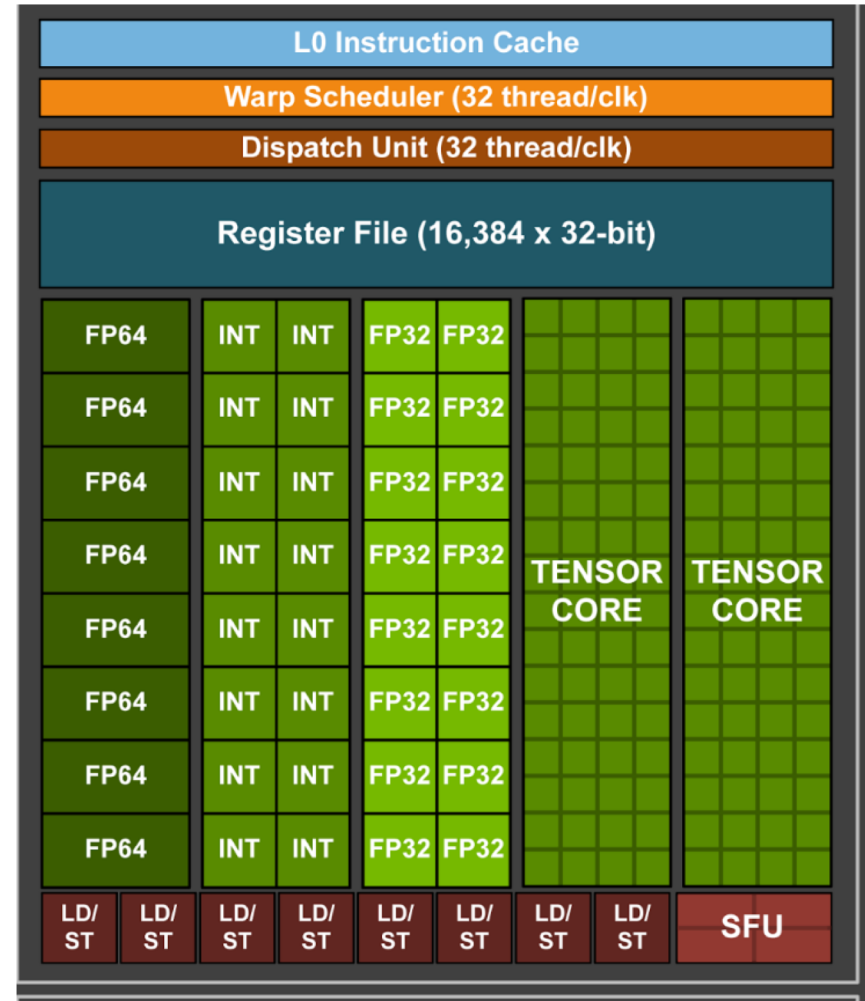 L0 Instruction Cache
Warp Scheduler (32 thread/clk)
Dispatch Unit (32 thread/clk)
Register File (16,384 x 32-bit)
FP64 INT INT FP32 FP32
FP64 INT INT FP32 FP32
FP64 INT INT FP32 FP32
FP64 INT INT FP32 FP32
FP64 INT INT FP32 FP32
FP64 INT INT FP32 FP32
FP64 INT INT FP32 FP32
FP64 INT INT FP32 FP32
TENSOR TENSOR
CORE CORE
LD/ LD/ LD/ LD/ LD/ LD/ LD/ LD/
ST ST ST ST ST ST ST ST
SFU